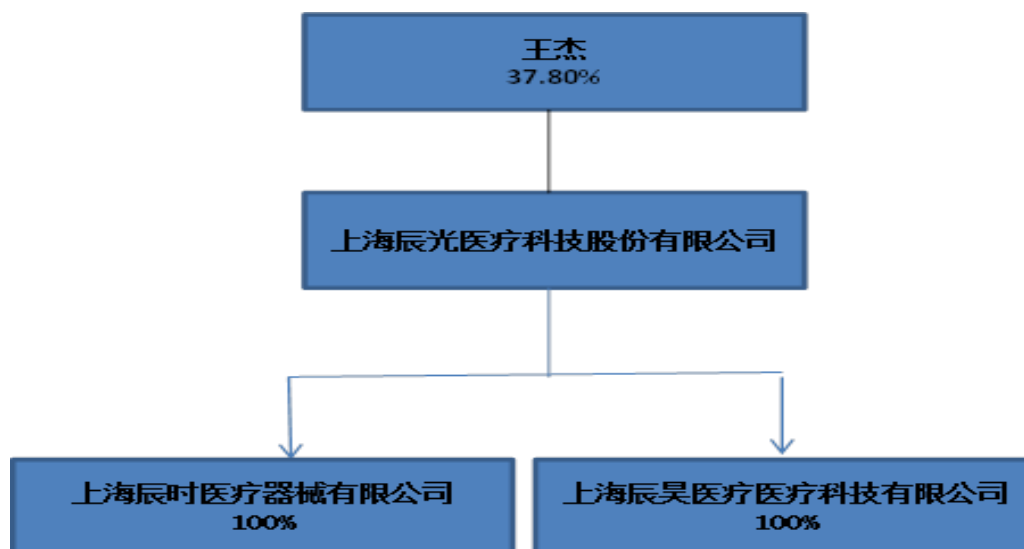 王杰
37.80%
上海辰光医疗科技股份有限公司
上海辰时医疗器械有限公司
100%
上海辰昊医疗医疗科技有限公司
100%